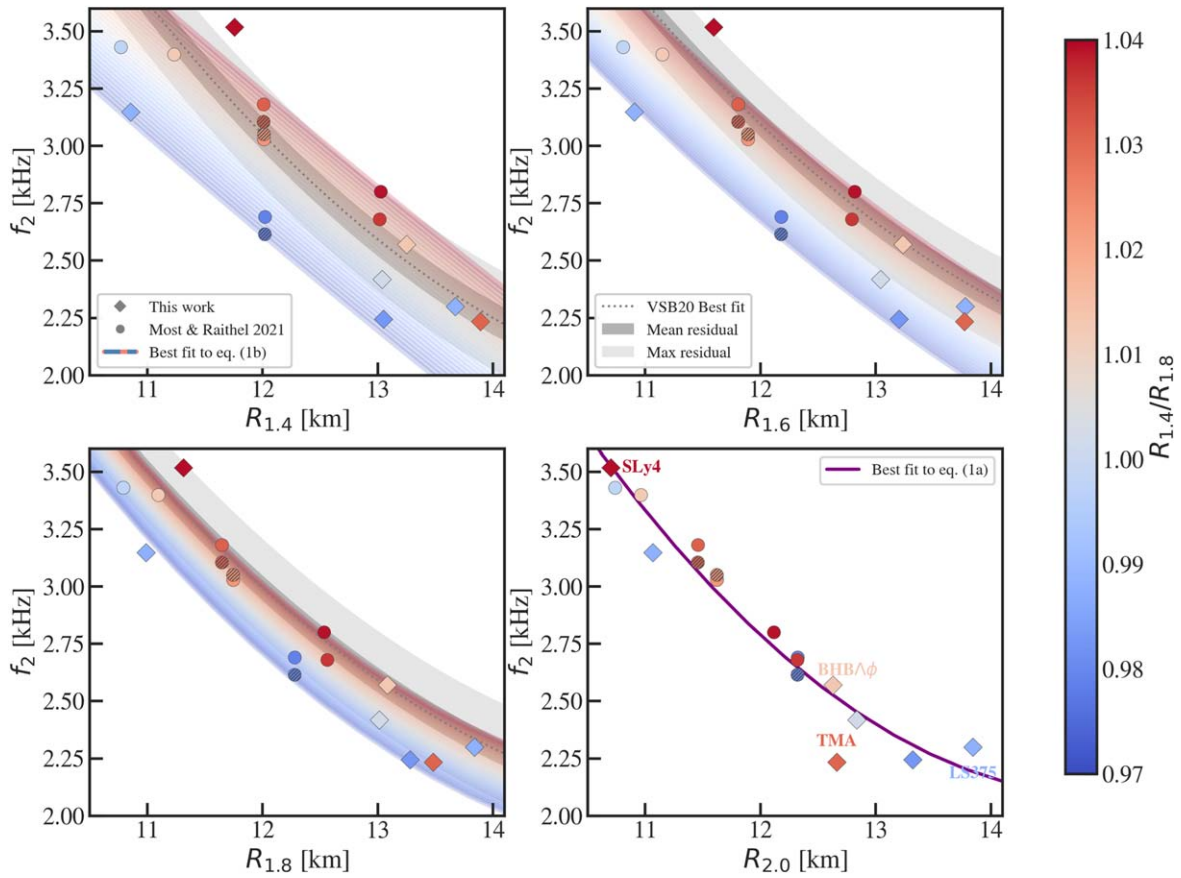 3.50
3.25
3.00
2.75
2.50
2.25
2.00
f₂ [kHz]
11 12 13 14
R₁.₄ [km]
This work
Most & Raithel 2021
Best fit to eq. (1b)
3.50
3.25
3.00
2.75
2.50
2.25
2.00
f₂ [kHz]
11 12 13 14
R₁.₆ [km]
VSB20 Best fit
Mean residual
Max residual
3.50
3.25
3.00
2.75
2.50
2.25
2.00
f₂ [kHz]
11 12 13 14
R₁.₈ [km]
3.50
3.25
3.00
2.75
2.50
2.25
2.00
f₂ [kHz]
11 12 13 14
R₂.₀ [km]
SLy4
Best fit to eq. (1a)
BHBΛϕ
TMA
LS375
1.04
1.03
1.02
1.01
1.00
0.99
0.98
0.97
R₁.₄/R₁.₈